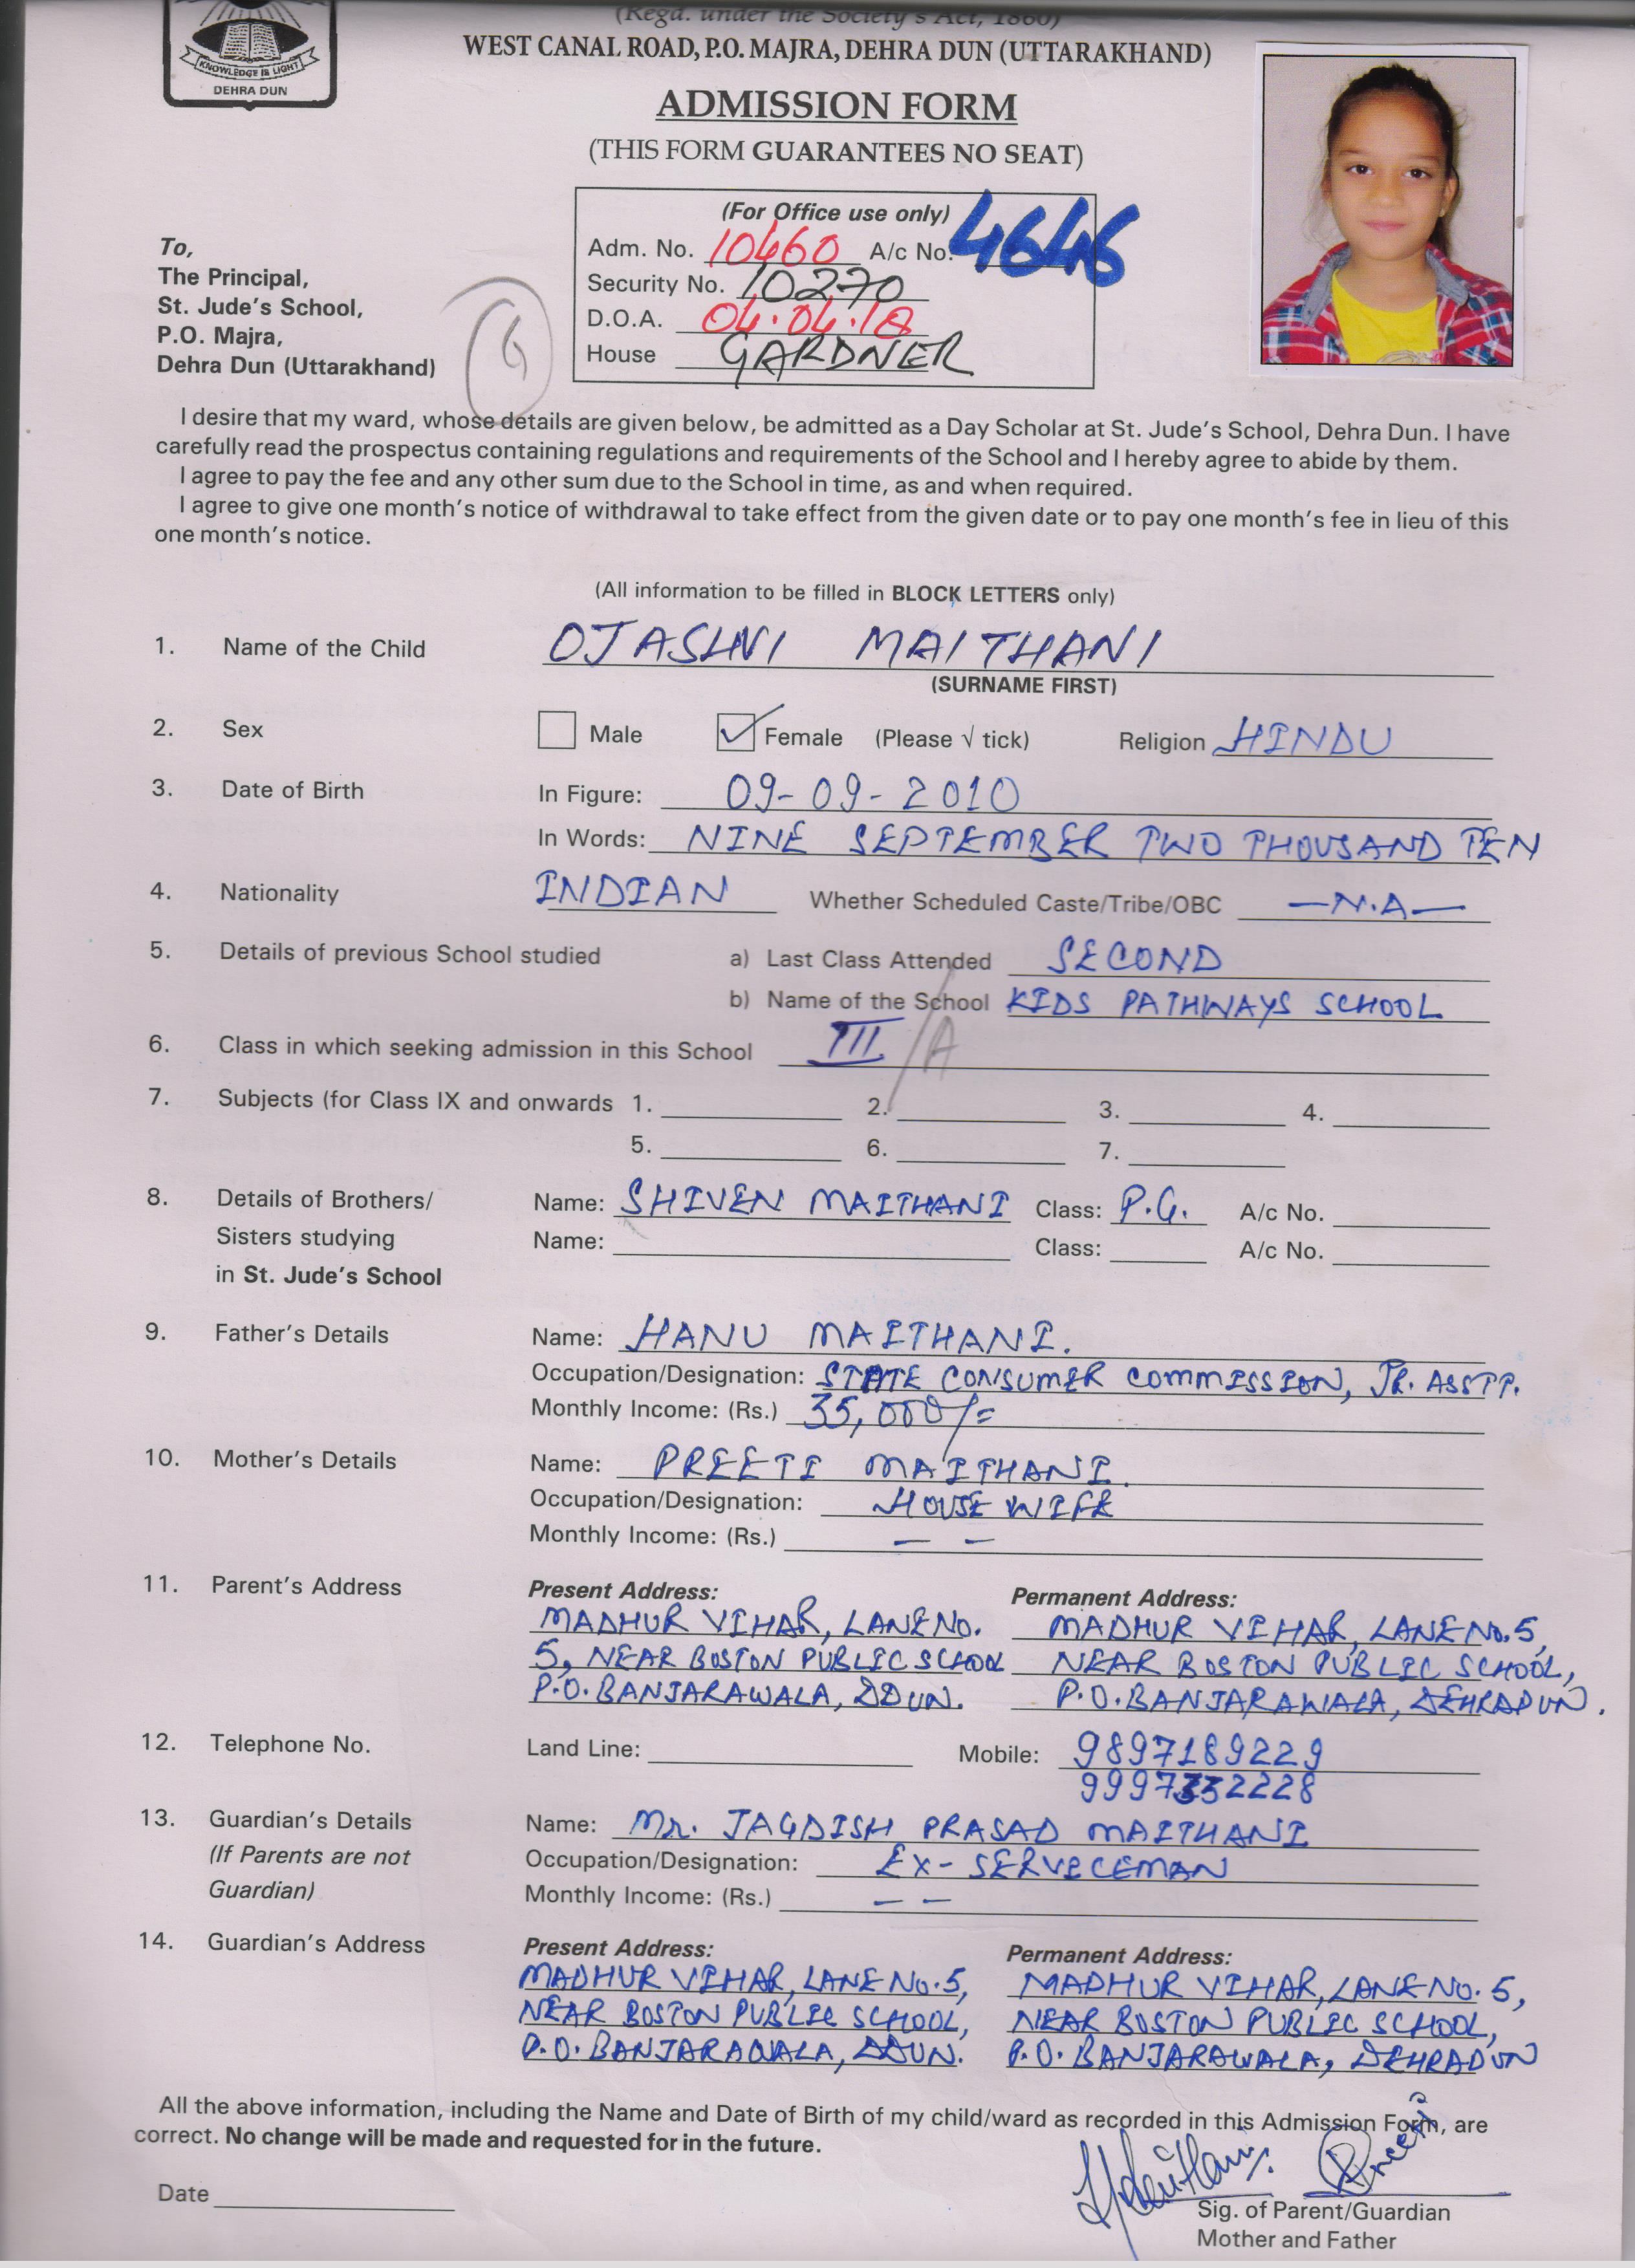 (Regd. under the Society's Act, 1860)
WEST CANAL ROAD, P.O. MAJRA, DEHRA DUN (UTTARAKHAND)
KNOWLEDGE IS LIGHT
DEHRA DUN
ADMISSION FORM
(THIS FORM GUARANTEES NO SEAT)
(For Office use only)
Adm. No. 10460 A/c No. 4646
Security No. 10270
D.O.A. 04.04.18
House GARDNER
To,
The Principal,
St. Jude's School,
P.O. Majra,
Dehra Dun (Uttarakhand)
G
I desire that my ward, whose details are given below, be admitted as a Day Scholar at St. Jude's School, Dehra Dun. I have
carefully read the prospectus containing regulations and requirements of the School and I hereby agree to abide by them.
I agree to pay the fee and any other sum due to the School in time, as and when required.
I agree to give one month's notice of withdrawal to take effect from the given date or to pay one month's fee in lieu of this
one month's notice.
(All information to be filled in BLOCK LETTERS only)
1. Name of the Child OJASWI MAITHANI
(SURNAME FIRST)
2. Sex Male Female (Please √ tick) Religion HINDU
3. Date of Birth In Figure: 09-09-2010
In Words: NINE SEPTEMBER TWO THOUSAND TEN
4. Nationality INDIAN Whether Scheduled Caste/Tribe/OBC —N.A—
5. Details of previous School studied a) Last Class Attended SECOND
b) Name of the School KIDS PATHWAYS SCHOOL
6. Class in which seeking admission in this School III /A
7. Subjects (for Class IX and onwards 1. 2. 3. 4.
5. 6. 7.
8. Details of Brothers/ Name: SHIVEN MAITHANI Class: P.G. A/c No.
Sisters studying Name: Class: A/c No.
in St. Jude's School
9. Father's Details Name: HANU MAITHANI.
Occupation/Designation: STATE CONSUMER COMMISSION, JR. ASSTT.
Monthly Income: (Rs.) 35,000/=
10. Mother's Details Name: PREETI MAITHANI.
Occupation/Designation: HOUSE WIFE
Monthly Income: (Rs.) — —
11. Parent's Address Present Address: Permanent Address:
MADHUR VIHAR, LANE NO. MADHUR VIHAR, LANE No. 5,
5, NEAR BOSTON PUBLIC SCHOOL NEAR BOSTON PUBLIC SCHOOL,
P.O. BANJARAWALA, DDUN. P.O. BANJARAWALA, DEHRADUN.
12. Telephone No. Land Line: Mobile: 9897189229
9997332228
13. Guardian's Details Name: Mr. JAGDISH PRASAD MAITHANI
(If Parents are not Occupation/Designation: EX-SERVICEMAN
Guardian) Monthly Income: (Rs.) — —
14. Guardian's Address Present Address: Permanent Address:
MADHUR VIHAR, LANE No. 5, MADHUR VIHAR, LANE NO. 5,
NEAR BOSTON PUBLIC SCHOOL, NEAR BOSTON PUBLIC SCHOOL,
P.O. BANJARAWALA, DDUN. P.O. BANJARAWALA, DEHRADUN
All the above information, including the Name and Date of Birth of my child/ward as recorded in this Admission Form, are
correct. No change will be made and requested for in the future.
HMaithani. Preeti
Date Sig. of Parent/Guardian
Mother and Father